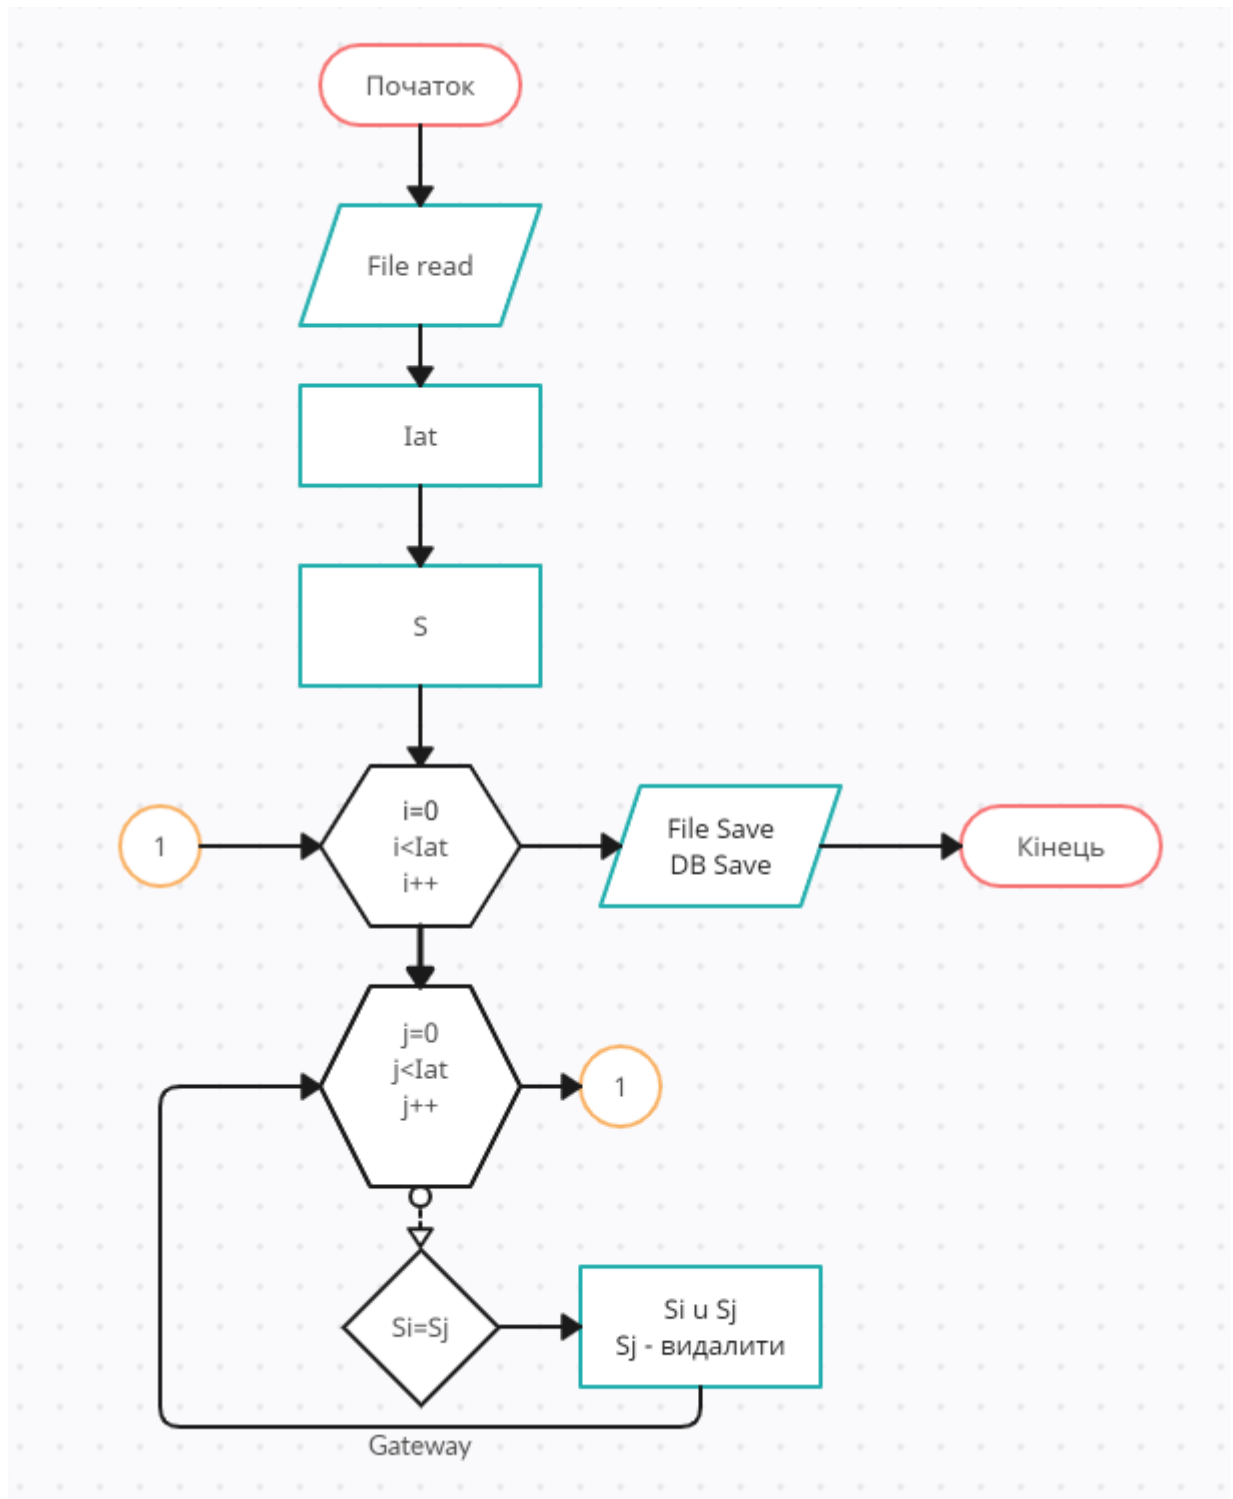 Початок
File read
Iat
S
1
i=0
i<Iat
i++
File Save
DB Save
Кінець
j=0
j<Iat
j++
1
Si=Sj
Si u Sj
Sj - видалити
Gateway